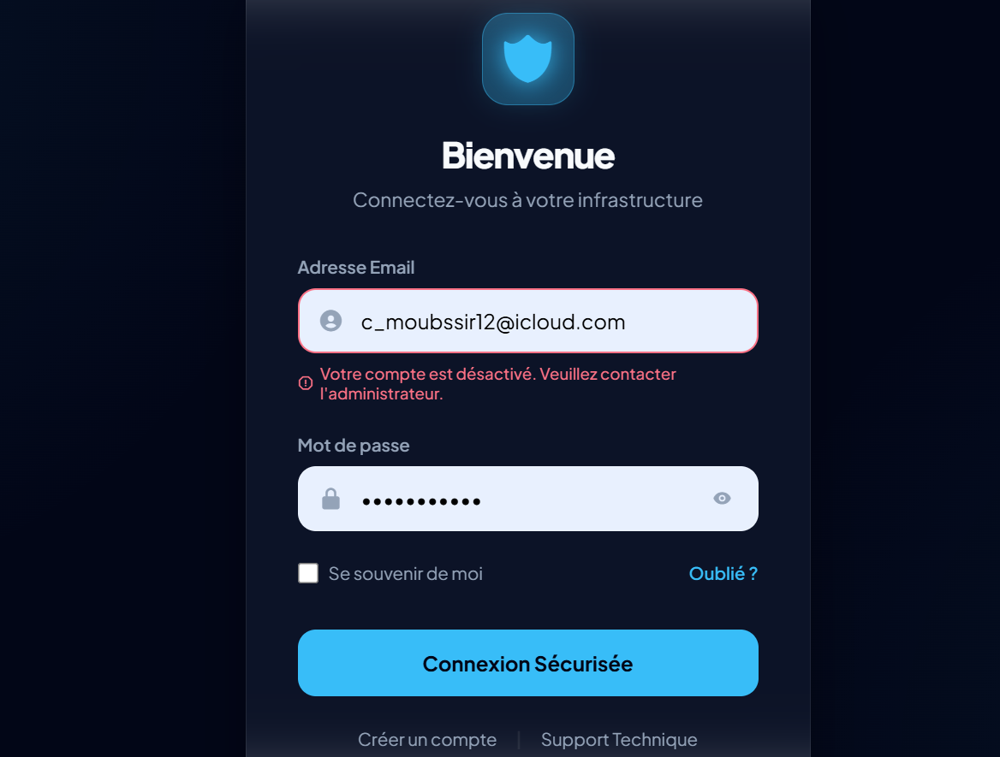 Bienvenue
Connectez-vous à votre infrastructure
Adresse Email
c_moubssir12@icloud.com
Votre compte est désactivé. Veuillez contacter
l'administrateur.
Mot de passe
•••••••••••
Se souvenir de moi
Oublié ?
Connexion Sécurisée
Créer un compte | Support Technique